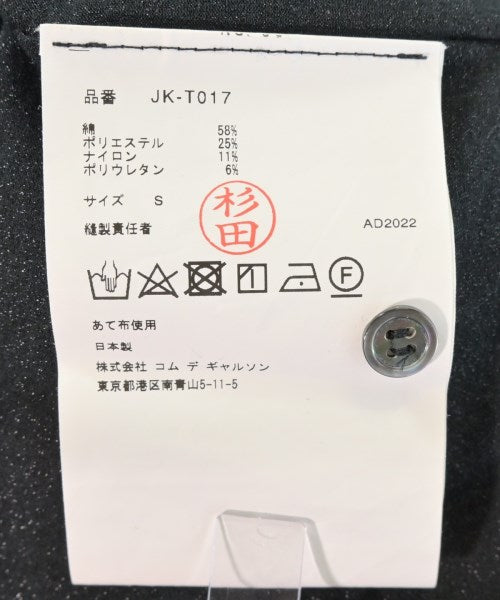 品番 JK-T017
綿 58%
ポリエステル 25%
ナイロン 11%
ポリウレタン 6%
サイズ S
杉田
縫製責任者
AD2022
F
あて布使用
日本製
株式会社 コム デ ギャルソン
東京都港区南青山5-11-5